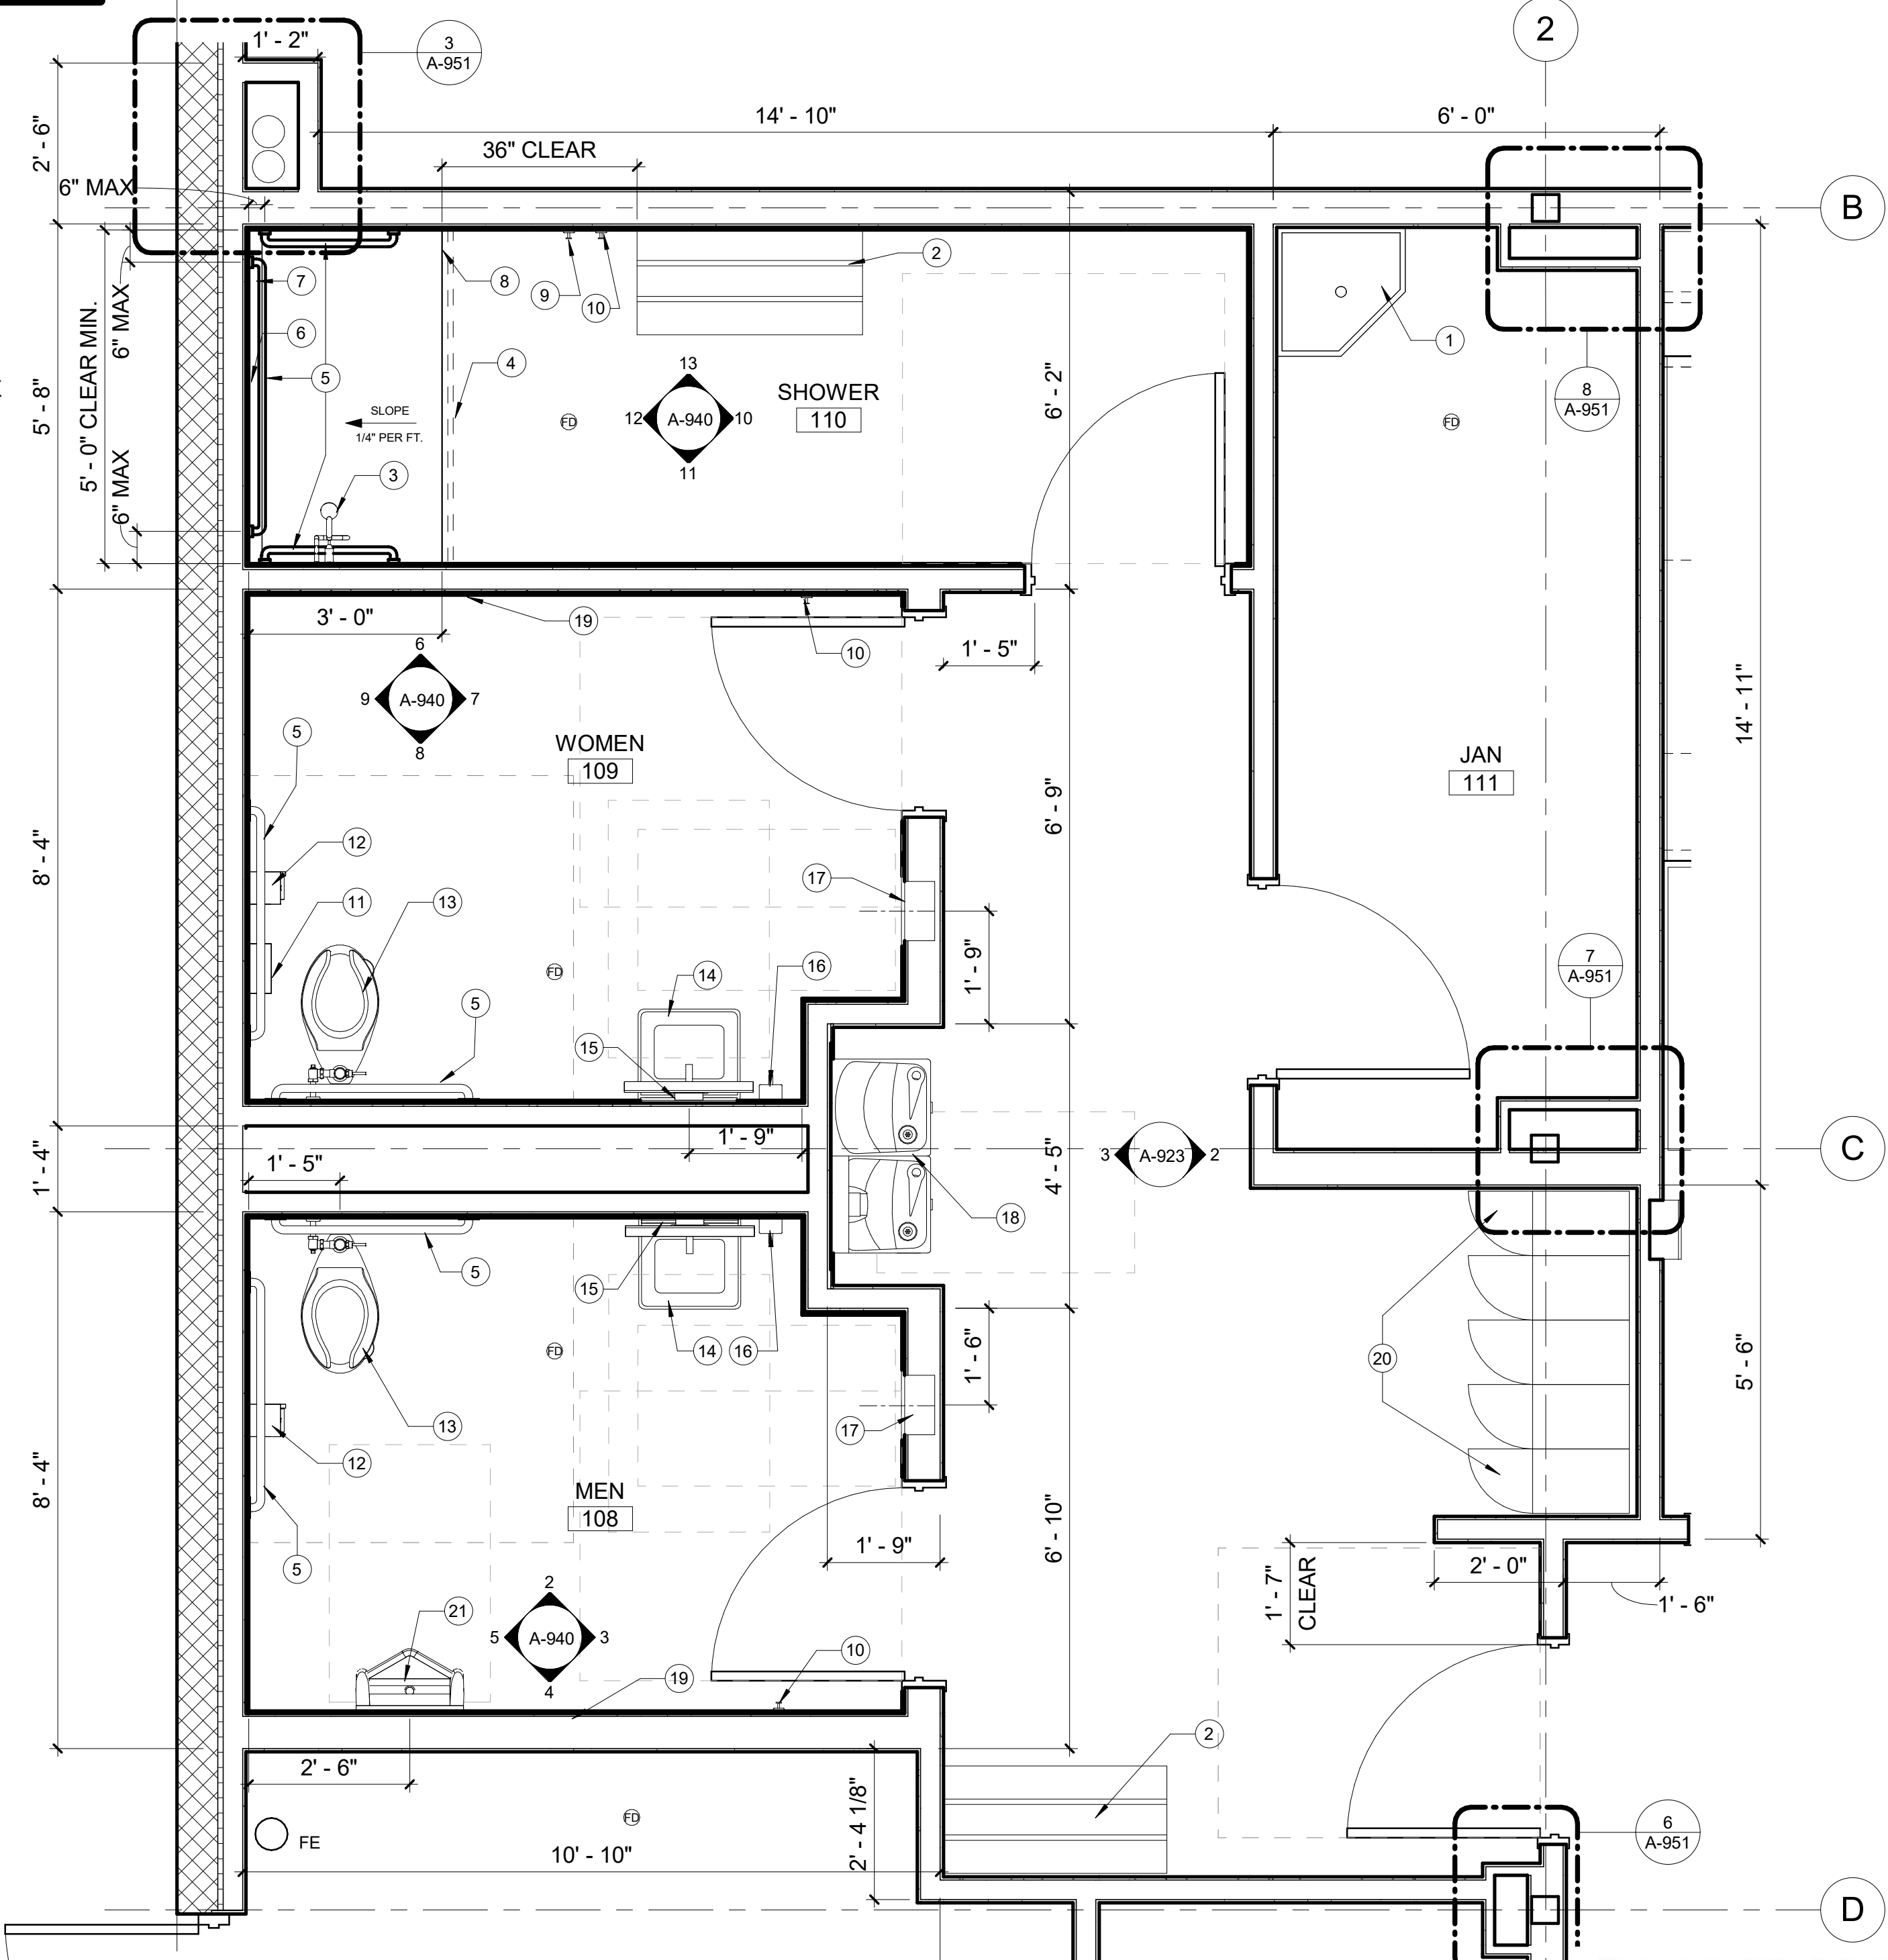 2
3
A-951
1' - 2"
14' - 10"
6' - 0"
2' - 6"
36" CLEAR
6" MAX
B
2
7
8
9
10
6
1
5' - 8"
5' - 0" CLEAR MIN.
6" MAX
6" MAX
5
4
13
12
A-940
10
11
SHOWER
110
6' - 2"
8
A-951
SLOPE
1/4" PER FT.
FD
FD
3
3' - 0"
19
10
1' - 5"
6
9
A-940
7
8
5
WOMEN
109
14' - 11"
JAN
111
6' - 9"
8' - 4"
12
17
11
13
7
A-951
FD
14
16
1' - 9"
5
15
1' - 9"
3
A-923
2
C
1' - 4"
1' - 5"
4' - 5"
18
5
15
14
16
FD
1' - 6"
20
5' - 6"
13
17
12
8' - 4"
MEN
108
6' - 10"
1' - 9"
5
1' - 7"
CLEAR
2' - 0"
1' - 6"
21
2
5
A-940
3
4
10
19
2
2' - 6"
2' - 4 1/8"
FD
FE
10' - 10"
6
A-951
D